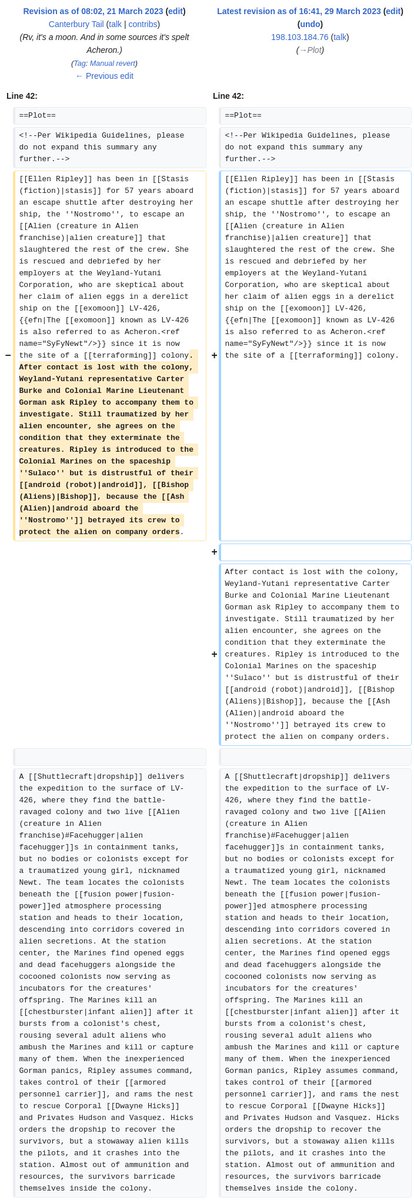 Revision as of 08:02, 21 March 2023 (edit)
Canterbury Tail (talk | contribs)
(Rv, it's a moon. And in some sources it's spelt
Acheron.)
(Tag: Manual revert)
← Previous edit
Latest revision as of 16:41, 29 March 2023 (edit)
(undo)
198.103.184.76 (talk)
(→Plot)
Line 42:
Line 42:
==Plot==
==Plot==
<!--Per Wikipedia Guidelines, please
do not expand this summary any
further.-->
<!--Per Wikipedia Guidelines, please
do not expand this summary any
further.-->
−
[[Ellen Ripley]] has been in [[Stasis
(fiction)|stasis]] for 57 years aboard
an escape shuttle after destroying her
ship, the ''Nostromo'', to escape an
[[Alien (creature in Alien
franchise)|alien creature]] that
slaughtered the rest of the crew. She
is rescued and debriefed by her
employers at the Weyland-Yutani
Corporation, who are skeptical about
her claim of alien eggs in a derelict
ship on the [[exomoon]] LV-426,
{{efn|The [[exomoon]] known as LV-426
is also referred to as Acheron.<ref
name="SyFyNewt"/>}} since it is now
the site of a [[terraforming]] colony.
After contact is lost with the colony,
Weyland-Yutani representative Carter
Burke and Colonial Marine Lieutenant
Gorman ask Ripley to accompany them to
investigate. Still traumatized by her
alien encounter, she agrees on the
condition that they exterminate the
creatures. Ripley is introduced to the
Colonial Marines on the spaceship
''Sulaco'' but is distrustful of their
[[android (robot)|android]], [[Bishop
(Aliens)|Bishop]], because the [[Ash
(Alien)|android aboard the
''Nostromo'']] betrayed its crew to
protect the alien on company orders.
+
[[Ellen Ripley]] has been in [[Stasis
(fiction)|stasis]] for 57 years aboard
an escape shuttle after destroying her
ship, the ''Nostromo'', to escape an
[[Alien (creature in Alien
franchise)|alien creature]] that
slaughtered the rest of the crew. She
is rescued and debriefed by her
employers at the Weyland-Yutani
Corporation, who are skeptical about
her claim of alien eggs in a derelict
ship on the [[exomoon]] LV-426,
{{efn|The [[exomoon]] known as LV-426
is also referred to as Acheron.<ref
name="SyFyNewt"/>}} since it is now
the site of a [[terraforming]] colony.
+
+
After contact is lost with the colony,
Weyland-Yutani representative Carter
Burke and Colonial Marine Lieutenant
Gorman ask Ripley to accompany them to
investigate. Still traumatized by her
alien encounter, she agrees on the
condition that they exterminate the
creatures. Ripley is introduced to the
Colonial Marines on the spaceship
''Sulaco'' but is distrustful of their
[[android (robot)|android]], [[Bishop
(Aliens)|Bishop]], because the [[Ash
(Alien)|android aboard the
''Nostromo'']] betrayed its crew to
protect the alien on company orders.
A [[Shuttlecraft|dropship]] delivers
the expedition to the surface of LV-
426, where they find the battle-
ravaged colony and two live [[Alien
(creature in Alien
franchise)#Facehugger|alien
facehugger]]s in containment tanks,
but no bodies or colonists except for
a traumatized young girl, nicknamed
Newt. The team locates the colonists
beneath the [[fusion power|fusion-
power]]ed atmosphere processing
station and heads to their location,
descending into corridors covered in
alien secretions. At the station
center, the Marines find opened eggs
and dead facehuggers alongside the
cocooned colonists now serving as
incubators for the creatures'
offspring. The Marines kill an
[[chestburster|infant alien]] after it
bursts from a colonist's chest,
rousing several adult aliens who
ambush the Marines and kill or capture
many of them. When the inexperienced
Gorman panics, Ripley assumes command,
takes control of their [[armored
personnel carrier]], and rams the nest
to rescue Corporal [[Dwayne Hicks]]
and Privates Hudson and Vasquez. Hicks
orders the dropship to recover the
survivors, but a stowaway alien kills
the pilots, and it crashes into the
station. Almost out of ammunition and
resources, the survivors barricade
themselves inside the colony.
A [[Shuttlecraft|dropship]] delivers
the expedition to the surface of LV-
426, where they find the battle-
ravaged colony and two live [[Alien
(creature in Alien
franchise)#Facehugger|alien
facehugger]]s in containment tanks,
but no bodies or colonists except for
a traumatized young girl, nicknamed
Newt. The team locates the colonists
beneath the [[fusion power|fusion-
power]]ed atmosphere processing
station and heads to their location,
descending into corridors covered in
alien secretions. At the station
center, the Marines find opened eggs
and dead facehuggers alongside the
cocooned colonists now serving as
incubators for the creatures'
offspring. The Marines kill an
[[chestburster|infant alien]] after it
bursts from a colonist's chest,
rousing several adult aliens who
ambush the Marines and kill or capture
many of them. When the inexperienced
Gorman panics, Ripley assumes command,
takes control of their [[armored
personnel carrier]], and rams the nest
to rescue Corporal [[Dwayne Hicks]]
and Privates Hudson and Vasquez. Hicks
orders the dropship to recover the
survivors, but a stowaway alien kills
the pilots, and it crashes into the
station. Almost out of ammunition and
resources, the survivors barricade
themselves inside the colony.